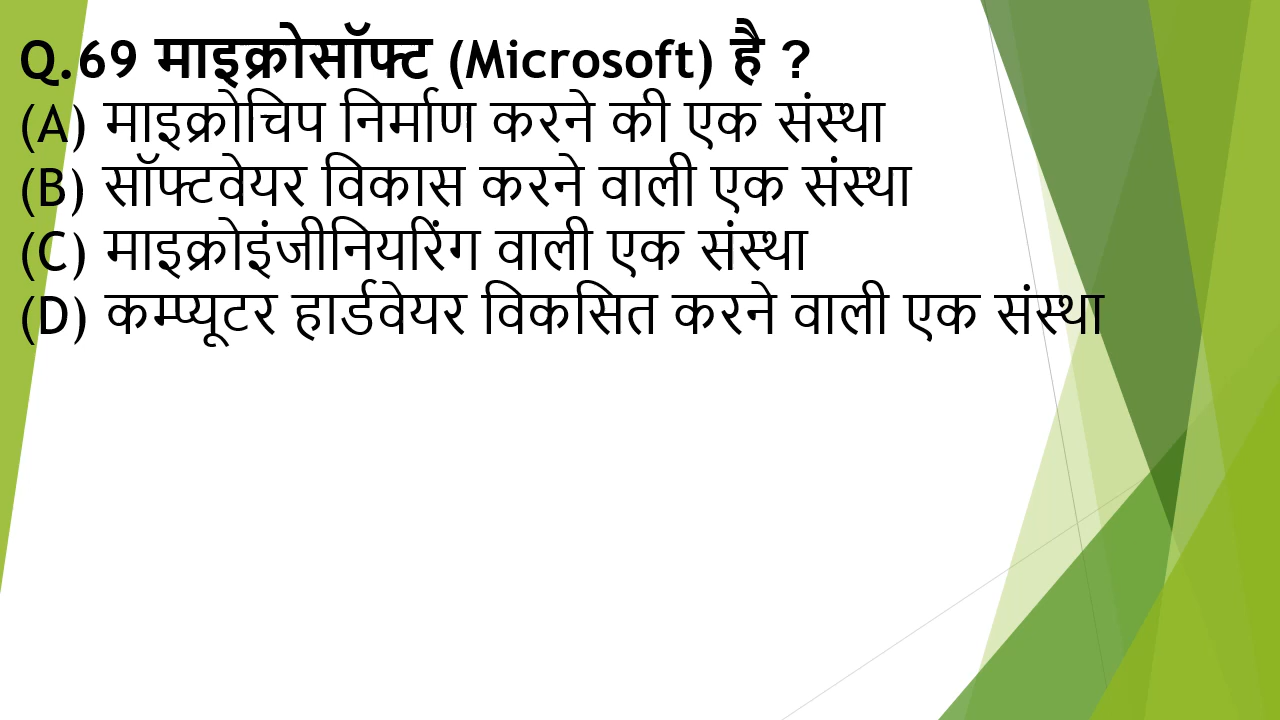 Q.69 माइक्रोसॉफ्ट (Microsoft) है ?
(A) माइक्रोचिप निर्माण करने की एक संस्था
(B) सॉफ्टवेयर विकास करने वाली एक संस्था
(C) माइक्रोइंजीनियरिंग वाली एक संस्था
(D) कम्प्यूटर हार्डवेयर विकसित करने वाली एक संस्था